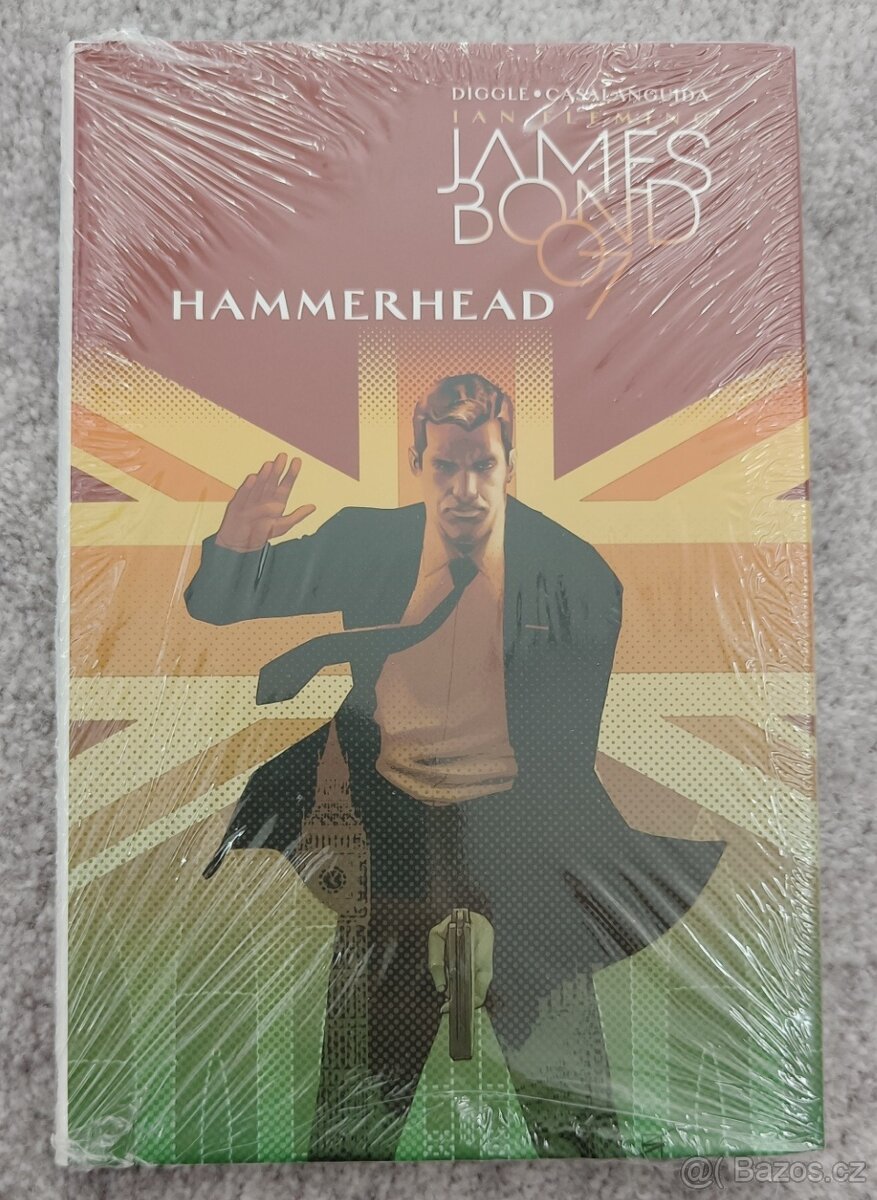 DIGGLE • CASALANGUIDA
IAN FLEMING
JAMES
BOND
007
HAMMERHEAD
@( Bazos.cz